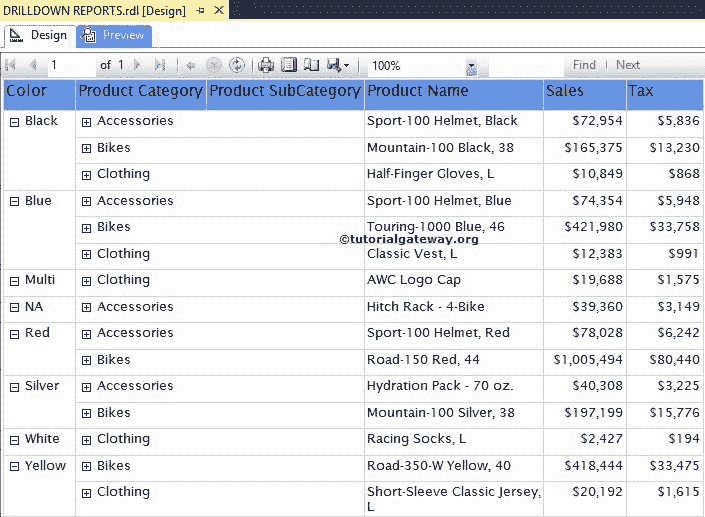 DRILLDOWN REPORTS.rdl [Design]
Design Preview
1 of 1 100% Find Next
Color Product Category Product SubCategory Product Name Sales Tax
Black Accessories Sport-100 Helmet, Black $72,954 $5,836
Bikes Mountain-100 Black, 38 $165,375 $13,230
Clothing Half-Finger Gloves, L $10,849 $868
Blue Accessories Sport-100 Helmet, Blue $74,354 $5,948
Bikes Touring-1000 Blue, 46 $421,980 $33,758
©tutorialgateway.org
Clothing Classic Vest, L $12,383 $991
Multi Clothing AWC Logo Cap $19,688 $1,575
NA Accessories Hitch Rack - 4-Bike $39,360 $3,149
Red Accessories Sport-100 Helmet, Red $78,028 $6,242
Bikes Road-150 Red, 44 $1,005,494 $80,440
Silver Accessories Hydration Pack - 70 oz. $40,308 $3,225
Bikes Mountain-100 Silver, 38 $197,199 $15,776
White Clothing Racing Socks, L $2,427 $194
Yellow Bikes Road-350-W Yellow, 40 $418,444 $33,475
Clothing Short-Sleeve Classic Jersey, $20,192 $1,615
L